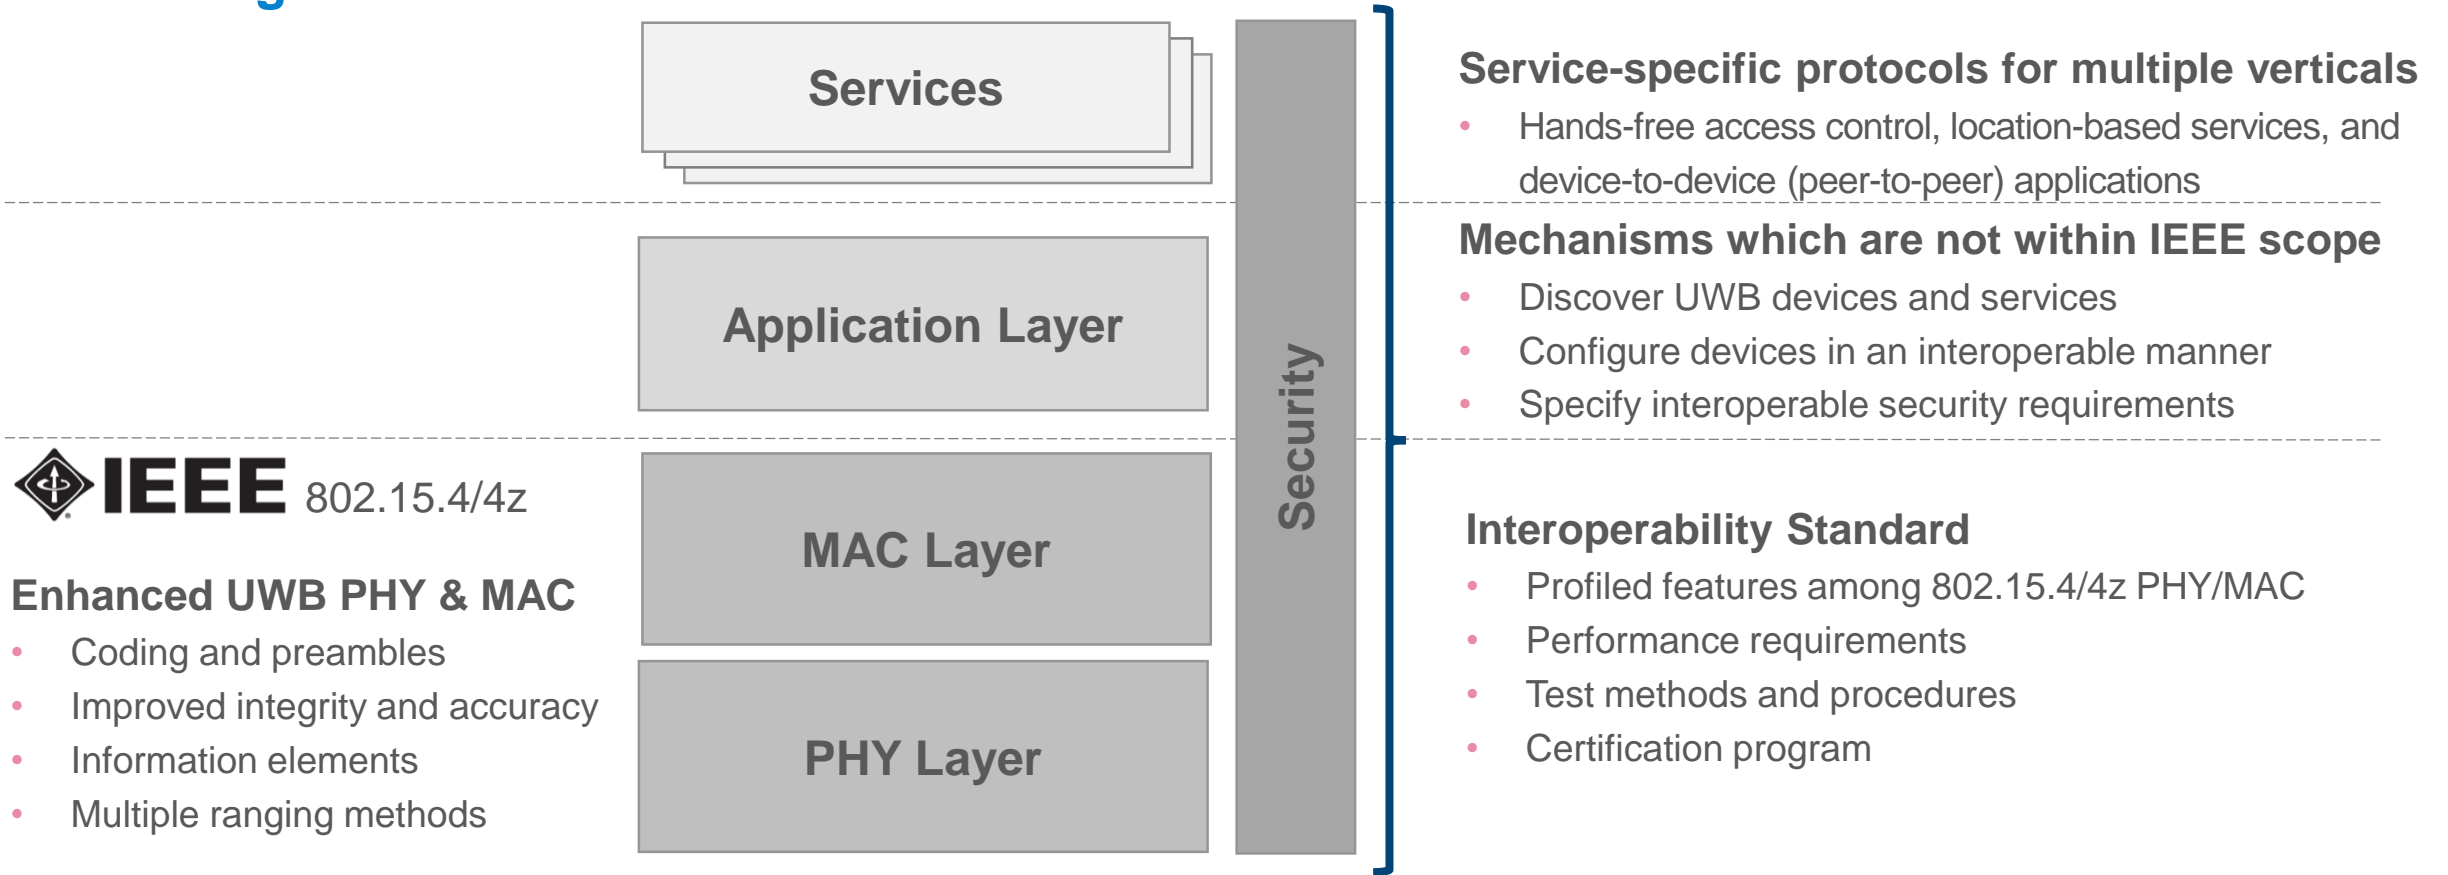 Services
Service-specific protocols for multiple verticals
• Hands-free access control, location-based services, and
device-to-device (peer-to-peer) applications
Application Layer
Mechanisms which are not within IEEE scope
• Discover UWB devices and services
• Configure devices in an interoperable manner
• Specify interoperable security requirements
Security
IEEE 802.15.4/4z
Enhanced UWB PHY & MAC
• Coding and preambles
• Improved integrity and accuracy
• Information elements
• Multiple ranging methods
MAC Layer
PHY Layer
Interoperability Standard
• Profiled features among 802.15.4/4z PHY/MAC
• Performance requirements
• Test methods and procedures
• Certification program